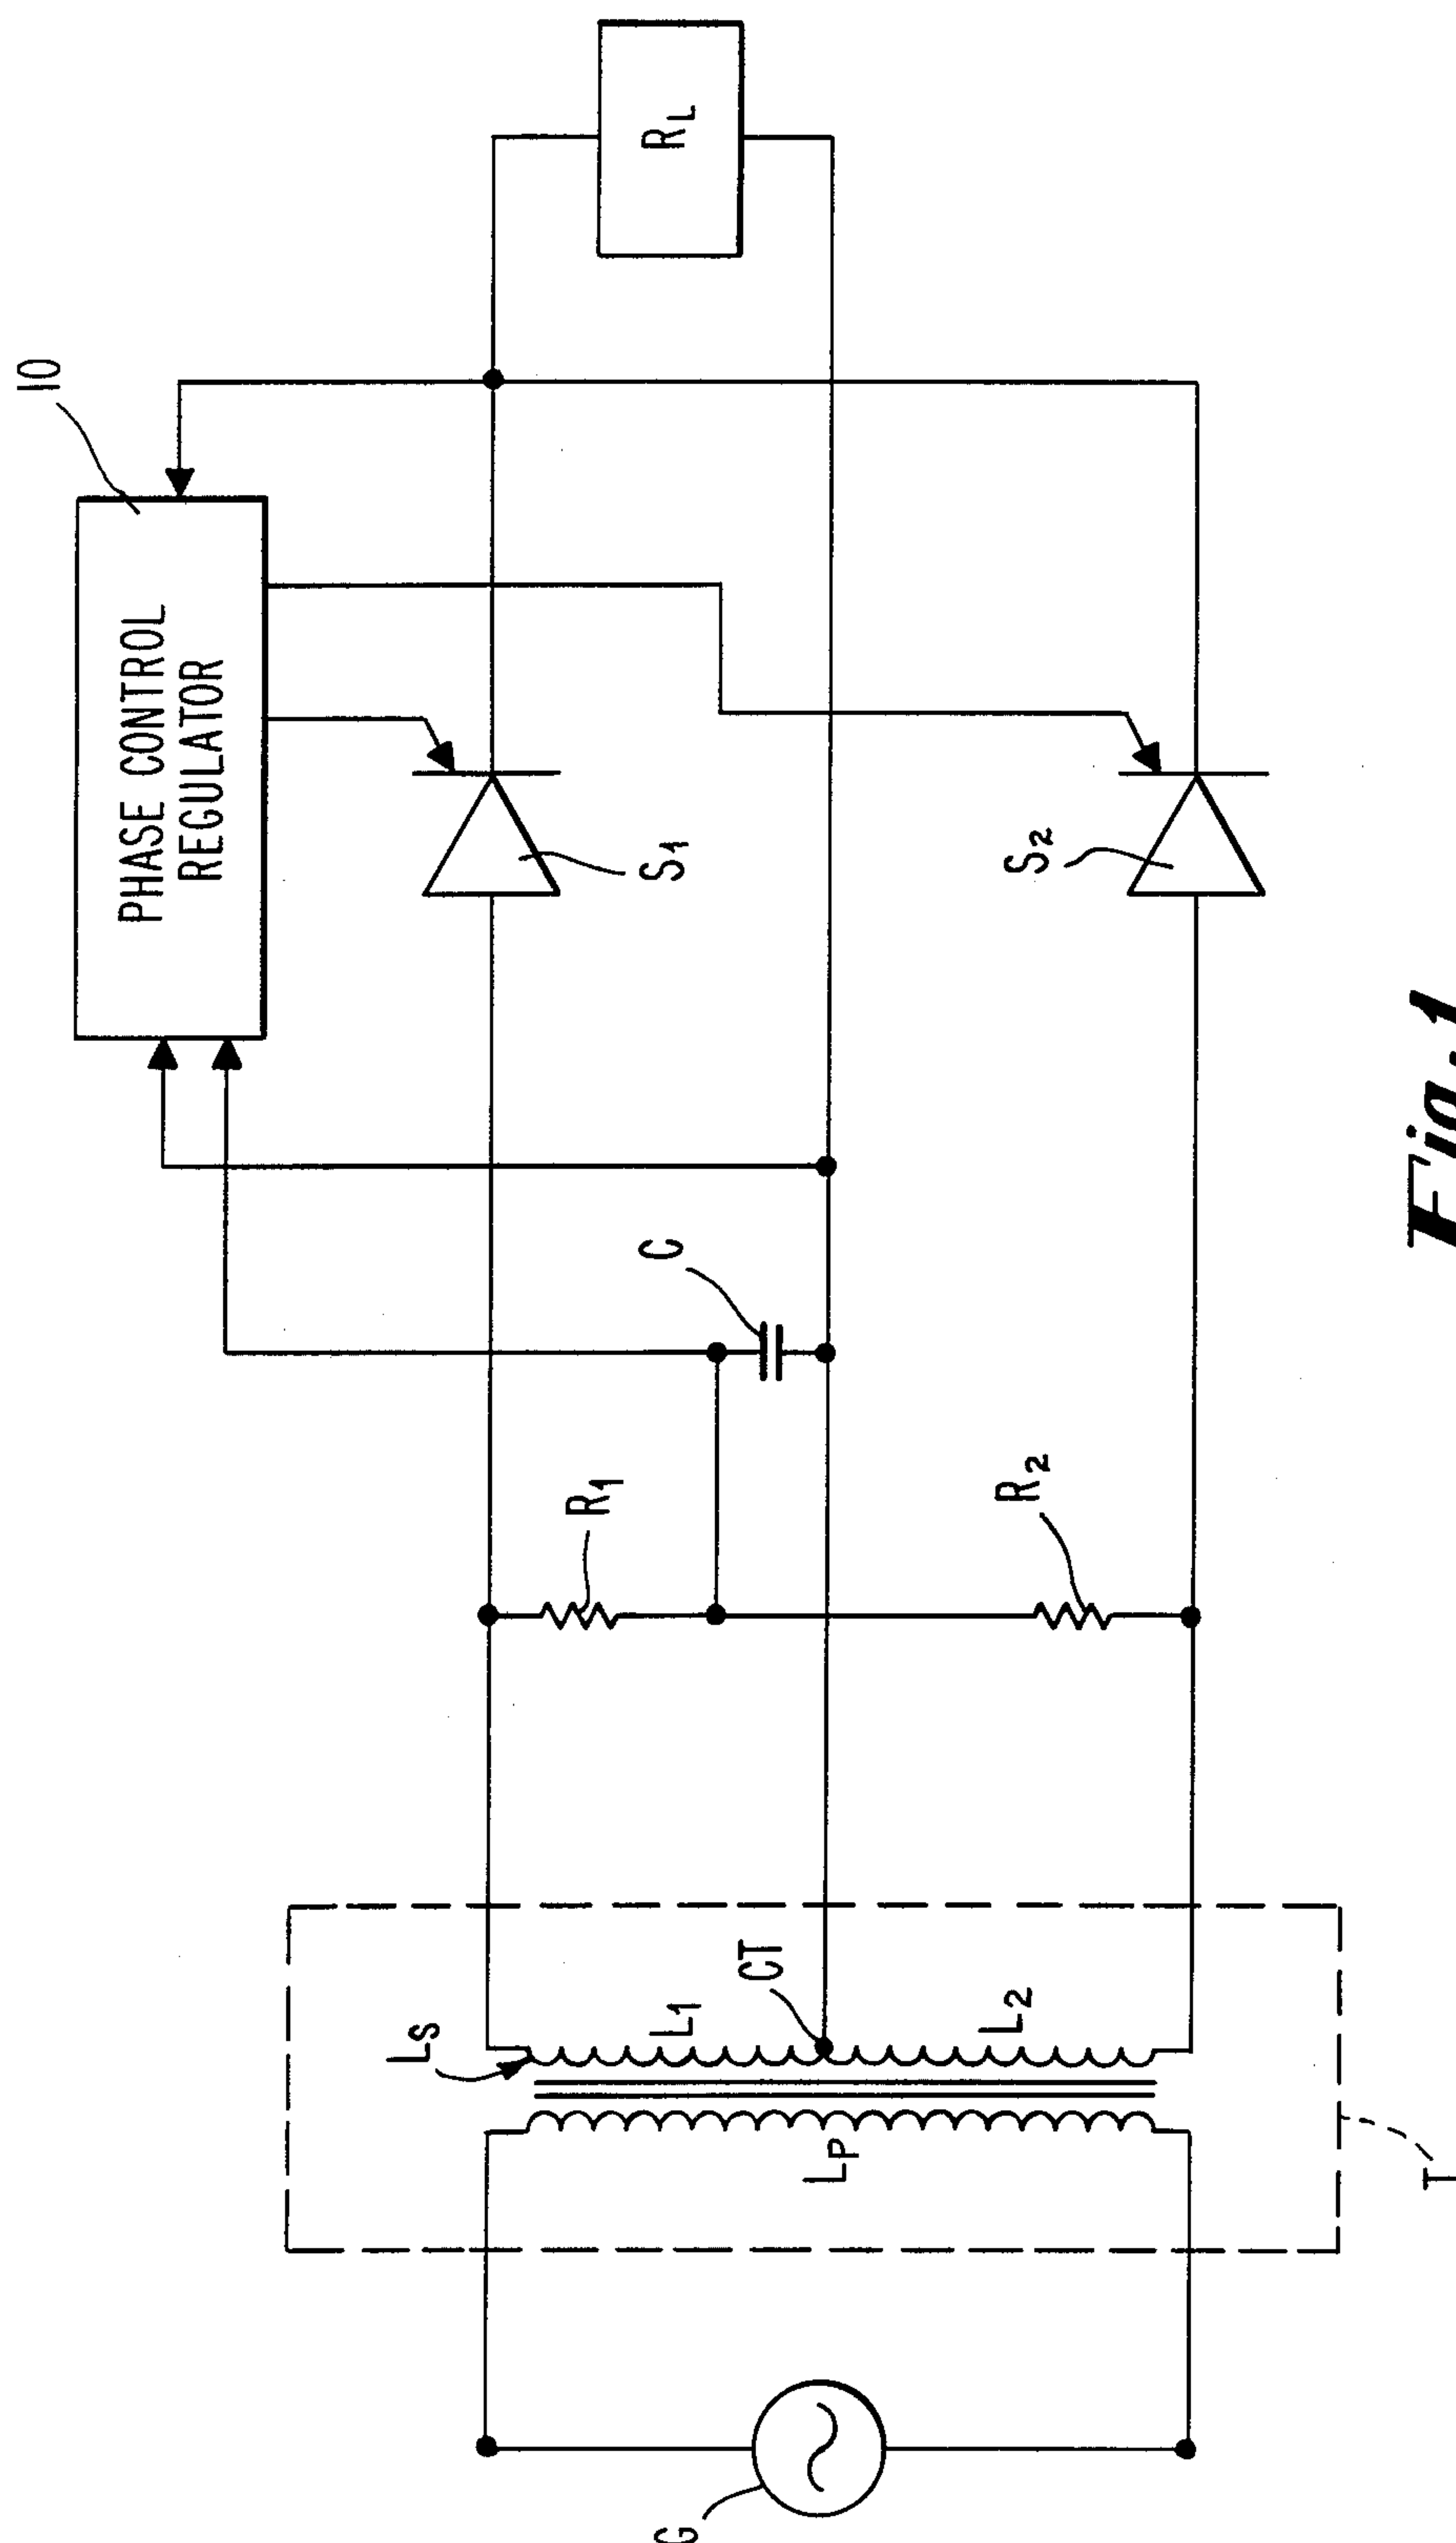 10
PHASE CONTROL
REGULATOR
R_L
S_1
S_2
C
R_1
R_2
L_S
L_1
CT
L_2
L_P
T
G
Fig. 1